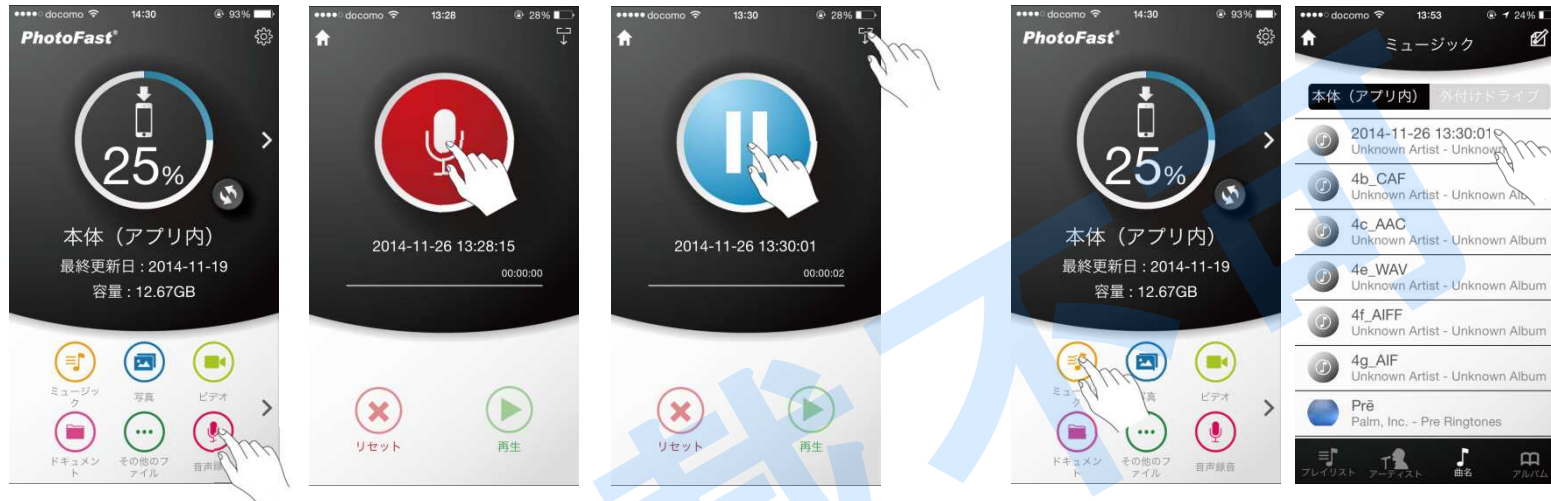 docomo 14:30 93%
PhotoFast
25%
本体（アプリ内）
最終更新日 : 2014-11-19
容量 : 12.67GB
ミュージック
写真
ビデオ
ドキュメント
その他のファイル
docomo 13:28 28%
2014-11-26 13:28:15
00:00:00
リセット
再生
docomo 13:30 28%
2014-11-26 13:30:01
00:00:02
リセット
再生
docomo 14:30 93%
PhotoFast
25%
本体（アプリ内）
最終更新日 : 2014-11-19
容量 : 12.67GB
ビデオ
ドキュメント
その他のファイル
音声録音
docomo 13:53 24%
ミュージック
本体（アプリ内） 外付けドライブ
2014-11-26 13:30:01
Unknown Artist -
4b_CAF
Unknown Artist - Unknown
4c_AAC
Unknown Artist - Unknown Album
4e_WAV
Unknown Artist - Unknown Album
4f_AIFF
Unknown Artist - Unknown Album
4g_AIF
Unknown Artist - Unknown Album
Prē
Palm, Inc. - Pre Ringtones
プレイリスト アーティスト 曲名 アルバム
不可